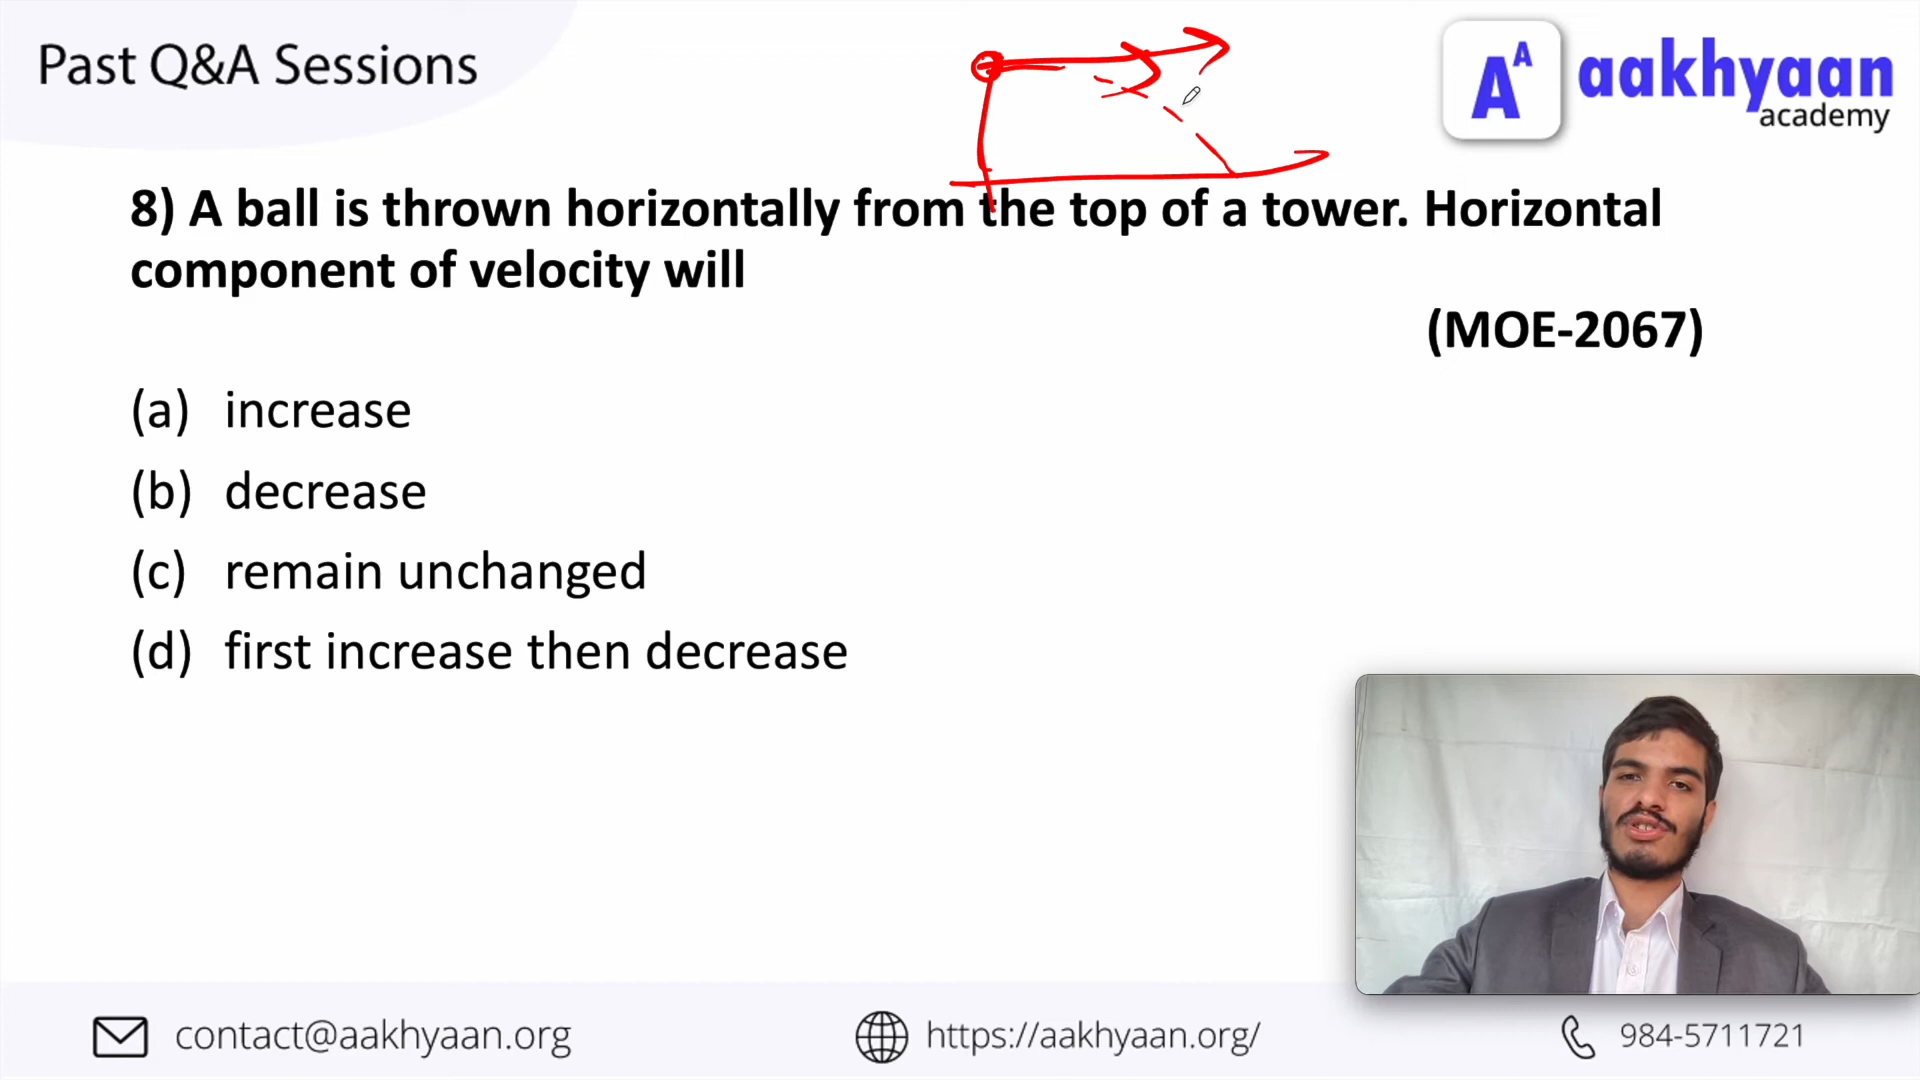 Past Q&A Sessions
A
A
aakhyaan
academy
8) A ball is thrown horizontally from the top of a tower. Horizontal
component of velocity will
(MOE-2067)
(a) increase
(b) decrease
(c) remain unchanged
(d) first increase then decrease
contact@aakhyaan.org
https://aakhyaan.org/
984-5711721